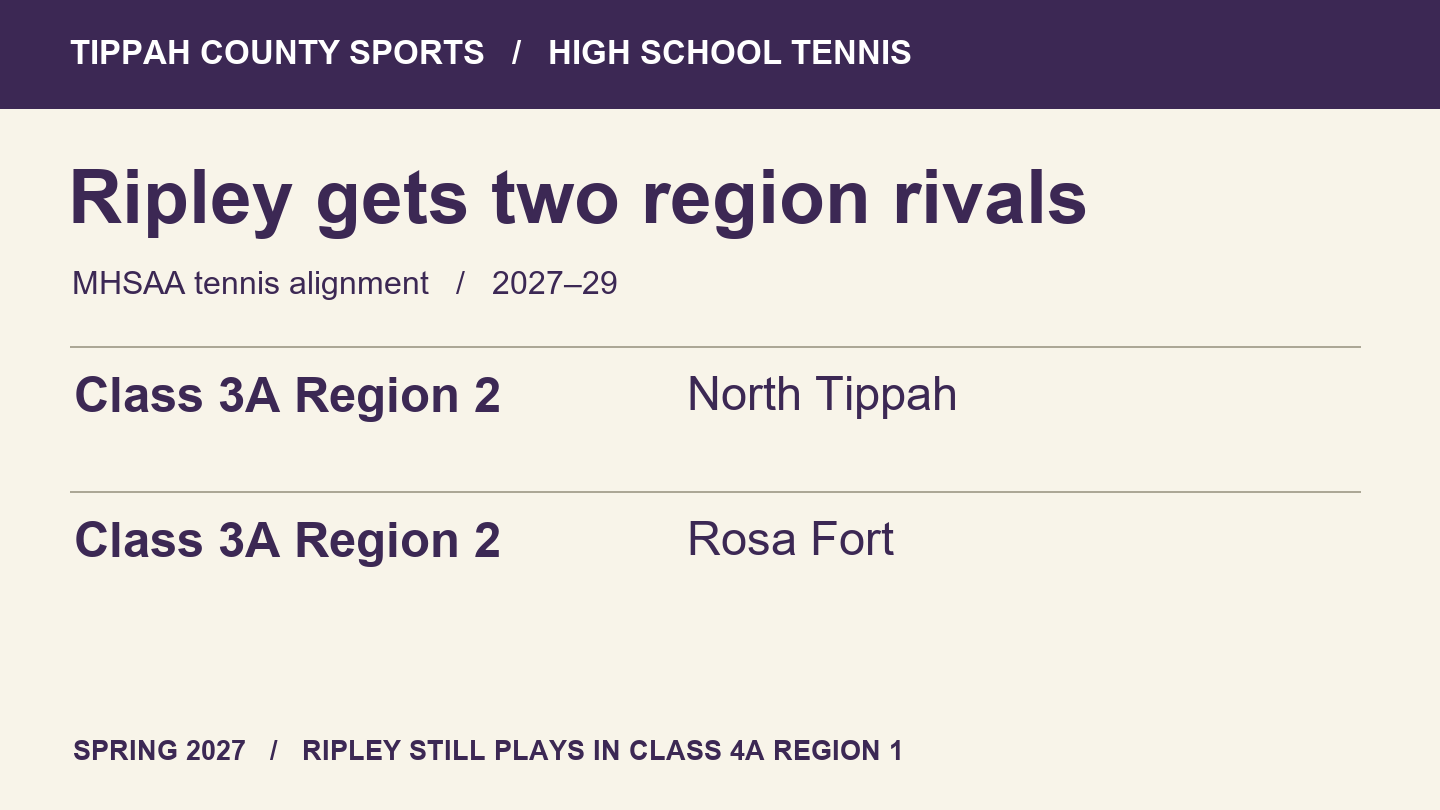 TIPPAH COUNTY SPORTS / HIGH SCHOOL TENNIS
Ripley gets two region rivals
MHSAA tennis alignment / 2027–29
Class 3A Region 2 North Tippah
Class 3A Region 2 Rosa Fort
SPRING 2027 / RIPLEY STILL PLAYS IN CLASS 4A REGION 1